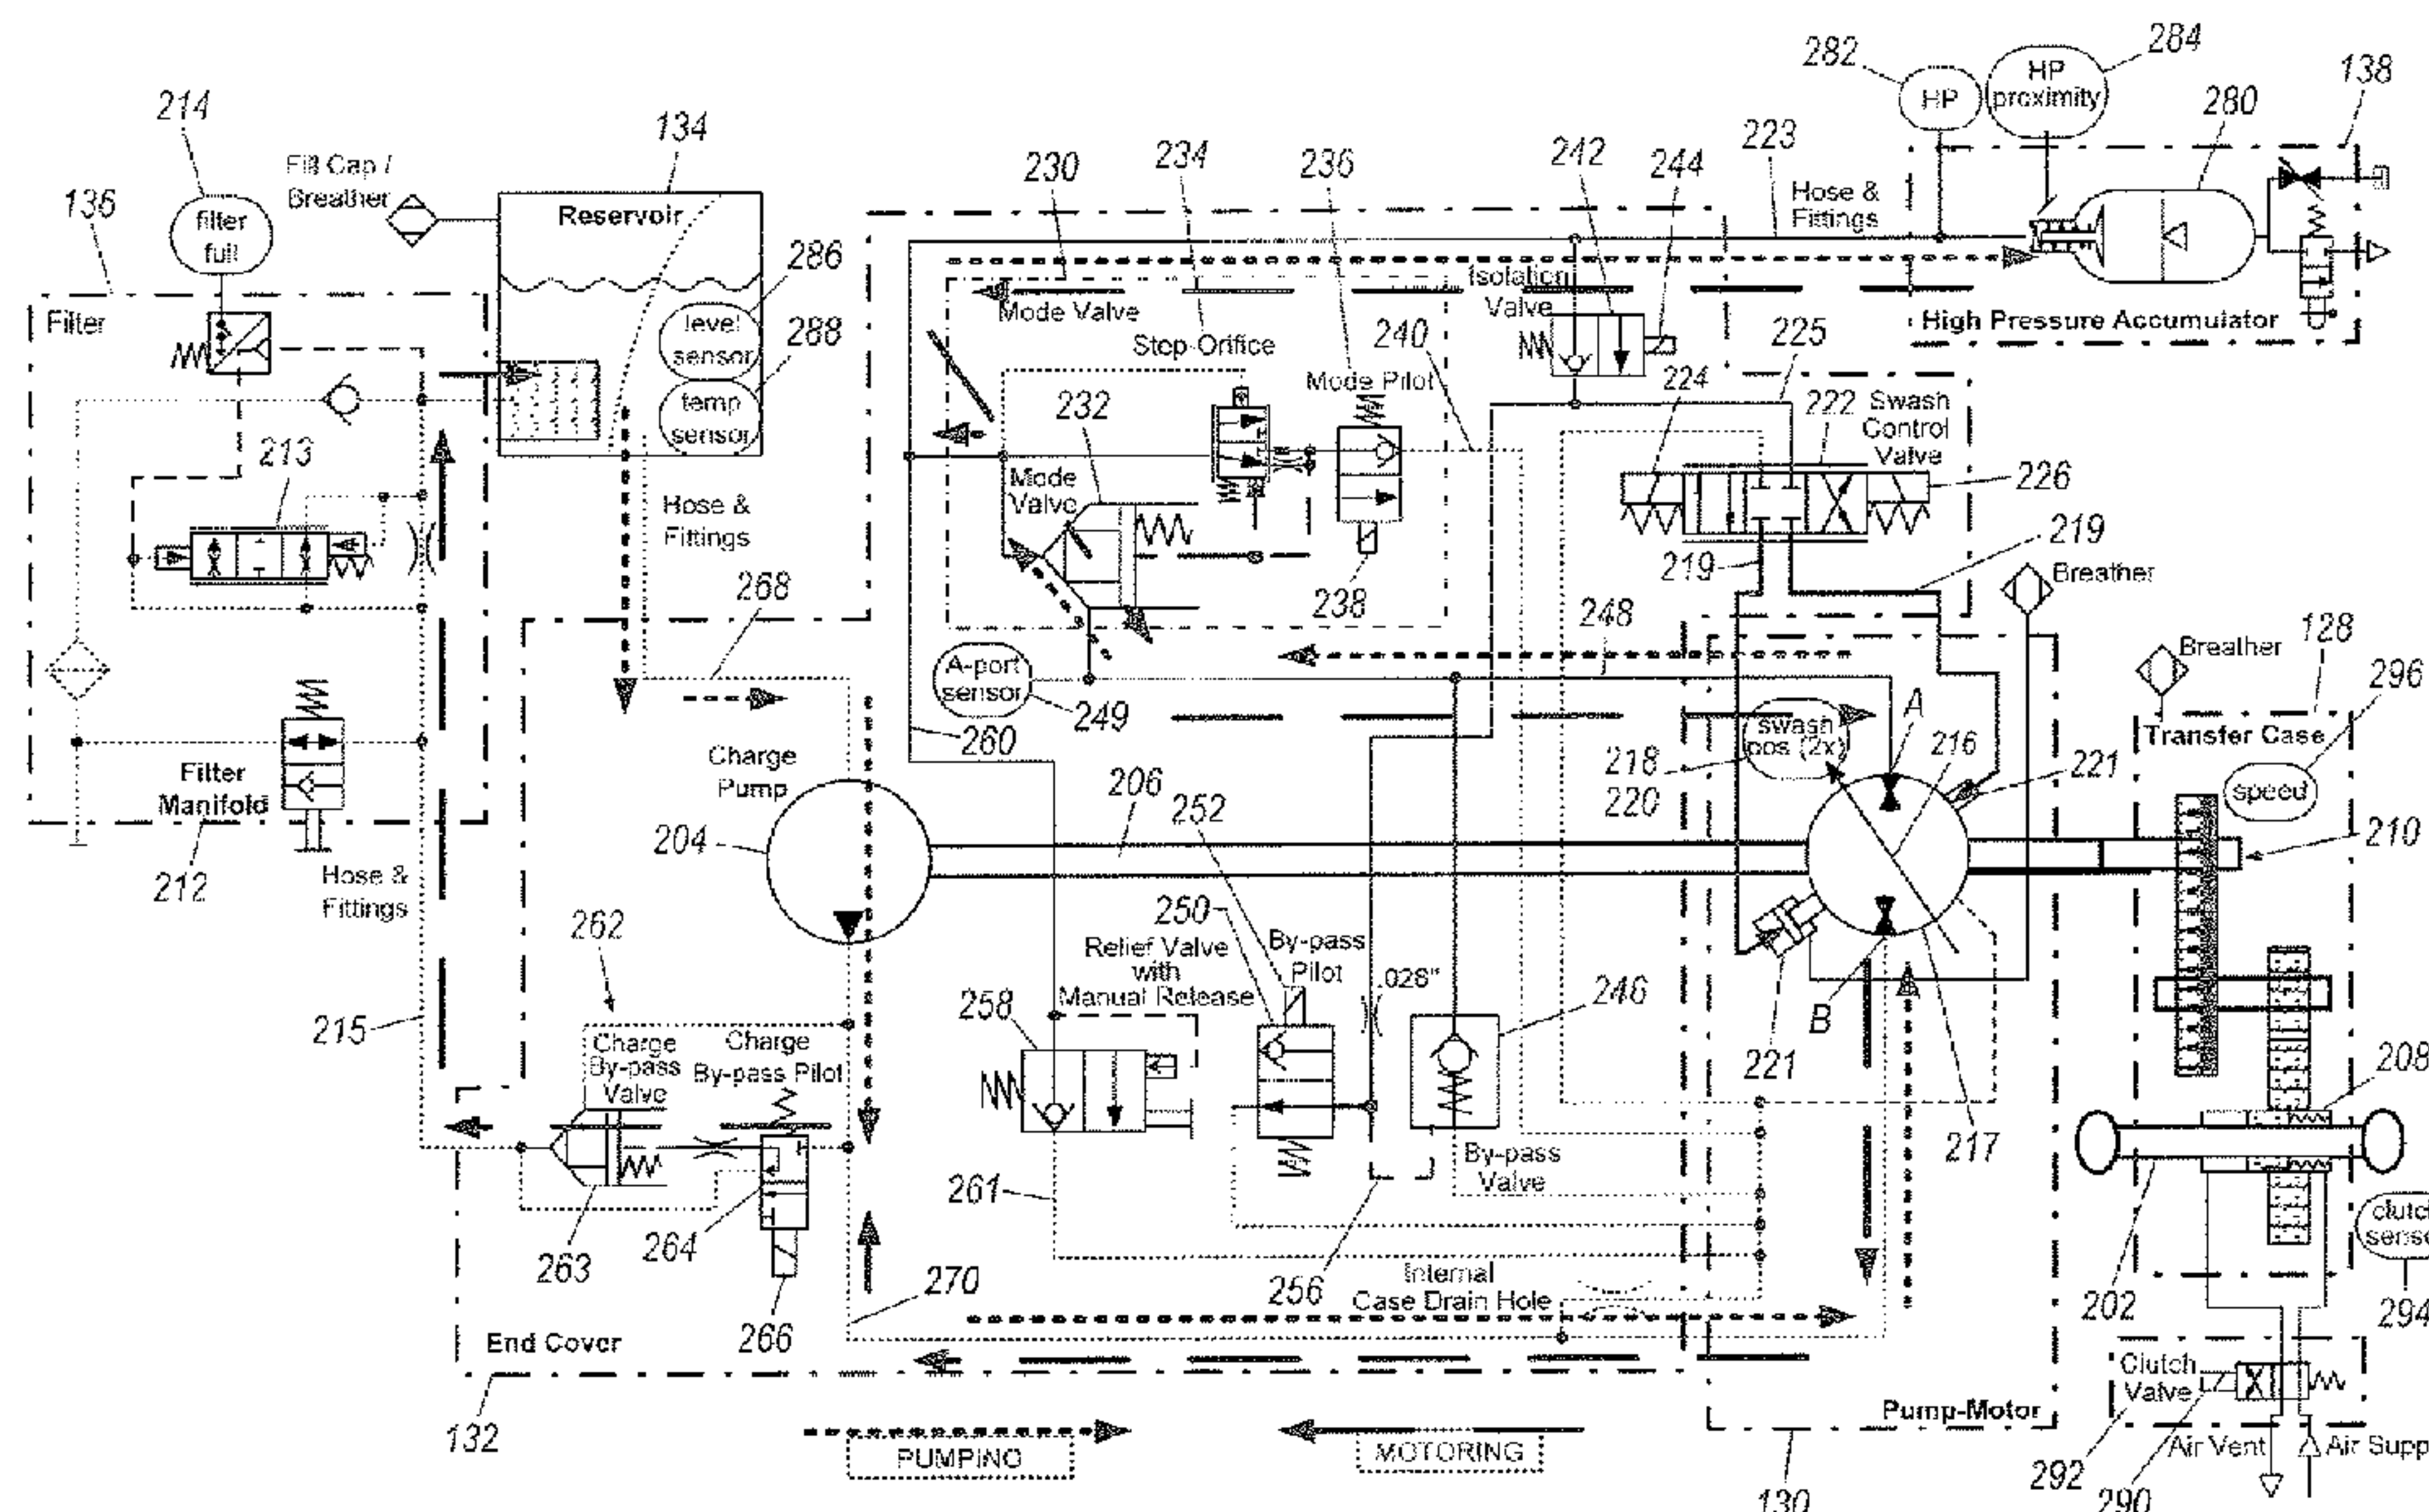 282
HP
HP
proximity
284
138
280
214
134
Fill Cap /
Breather
136
filter
full
Filter
Reservoir
286
level
sensor
288
temp
sensor
213
230
234
236
242
244
223
Hose &
Fittings
Isolation
Valve
Mode Valve
Stop Orifice
240
Mode Pilot
232
Mode
Valve
238
High Pressure Accumulator
225
224
222
Swash
Control
Valve
226
219
219
Breather
Hose &
Fittings
268
248
A-port
sensor
249
260
Charge
Pump
204
206
252
218
220
swash
pos (2x)
A
216
221
Breather
128
296
Transfer Case
speed
210
Filter
Manifold
212
Hose &
Fittings
262
215
250
Relief Valve
with
Manual Release
By-pass
Pilot
.028"
246
258
B
221
217
208
Charge
By-pass
Valve
Charge
By-pass Pilot
By-pass
Valve
263
264
266
261
256
270
Internal
Case Drain Hole
End Cover
132
202
294
Clutch
Valve
292
290
Air Vent
Pump-Motor
130
PUMPING
MOTORING